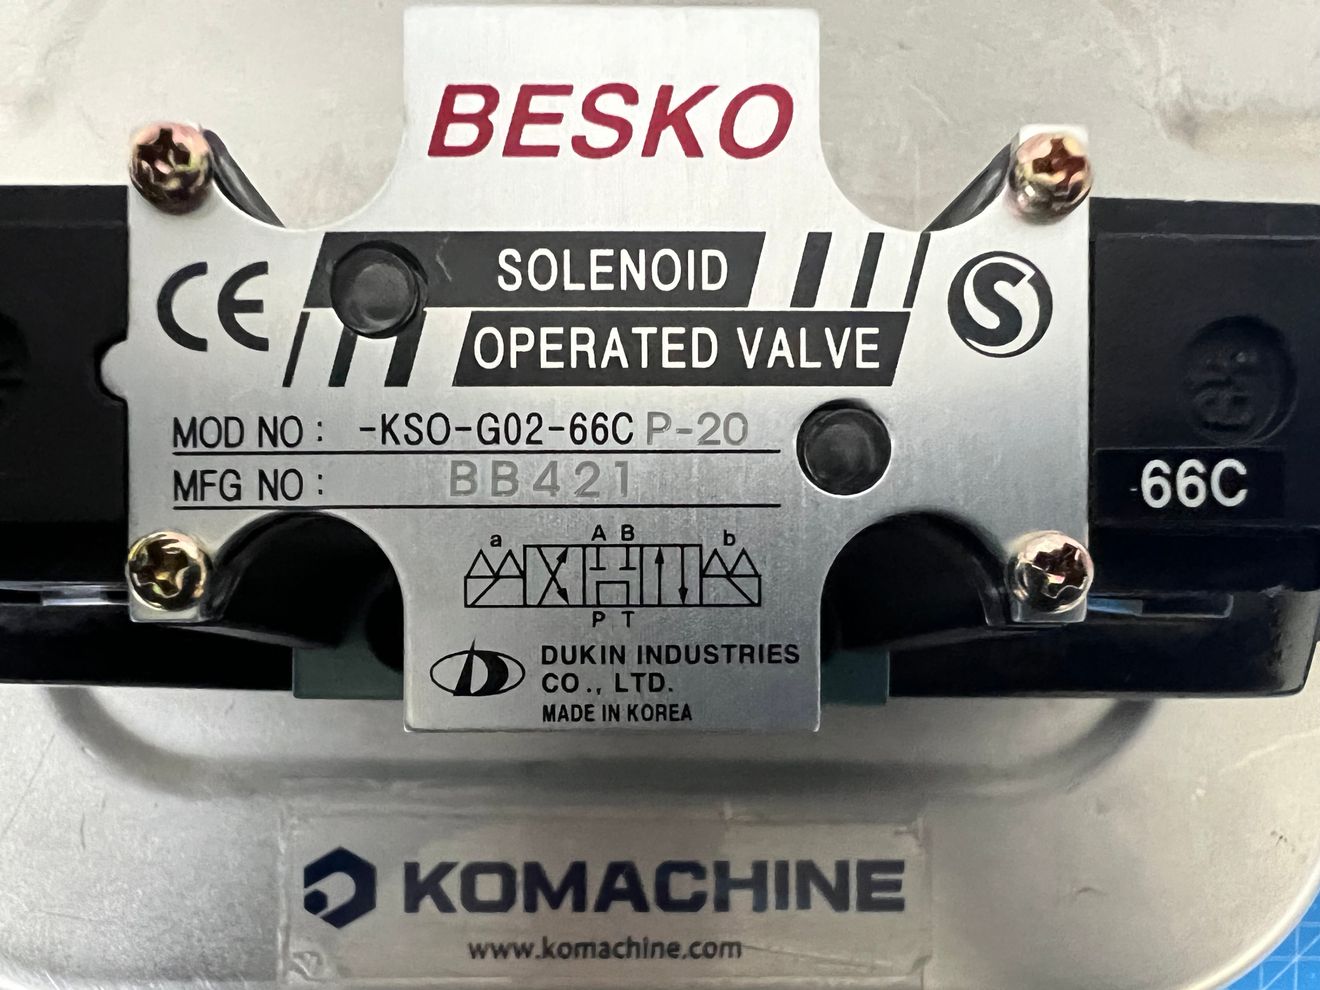 BESKO
CE
SOLENOID
S
OPERATED VALVE
MOD NO : -KSO-G02-66C P-20
MFG NO : BB421
66C
a A B b
P T
DUKIN INDUSTRIES
CO., LTD.
MADE IN KOREA
KOMACHINE
www.komachine.com